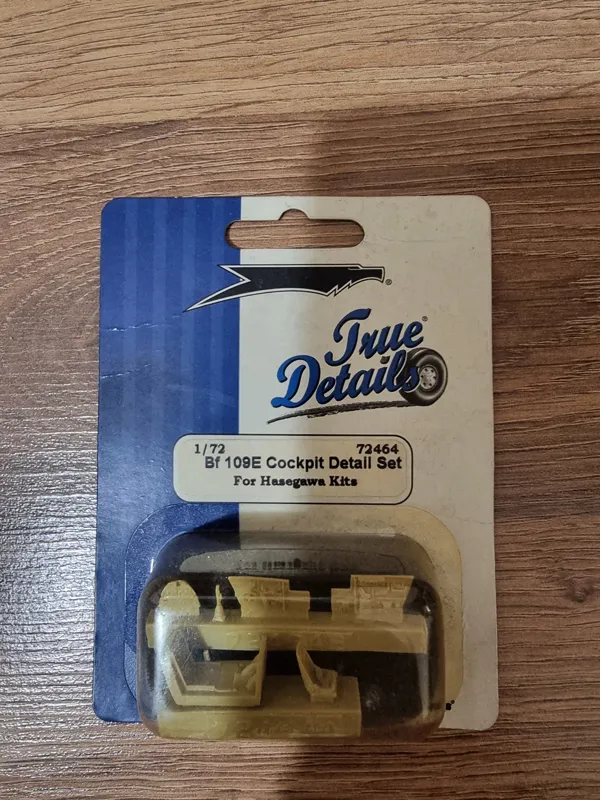 ®
True®
Details
1/72 72464
Bf 109E Cockpit Detail Set
For Hasegawa Kits